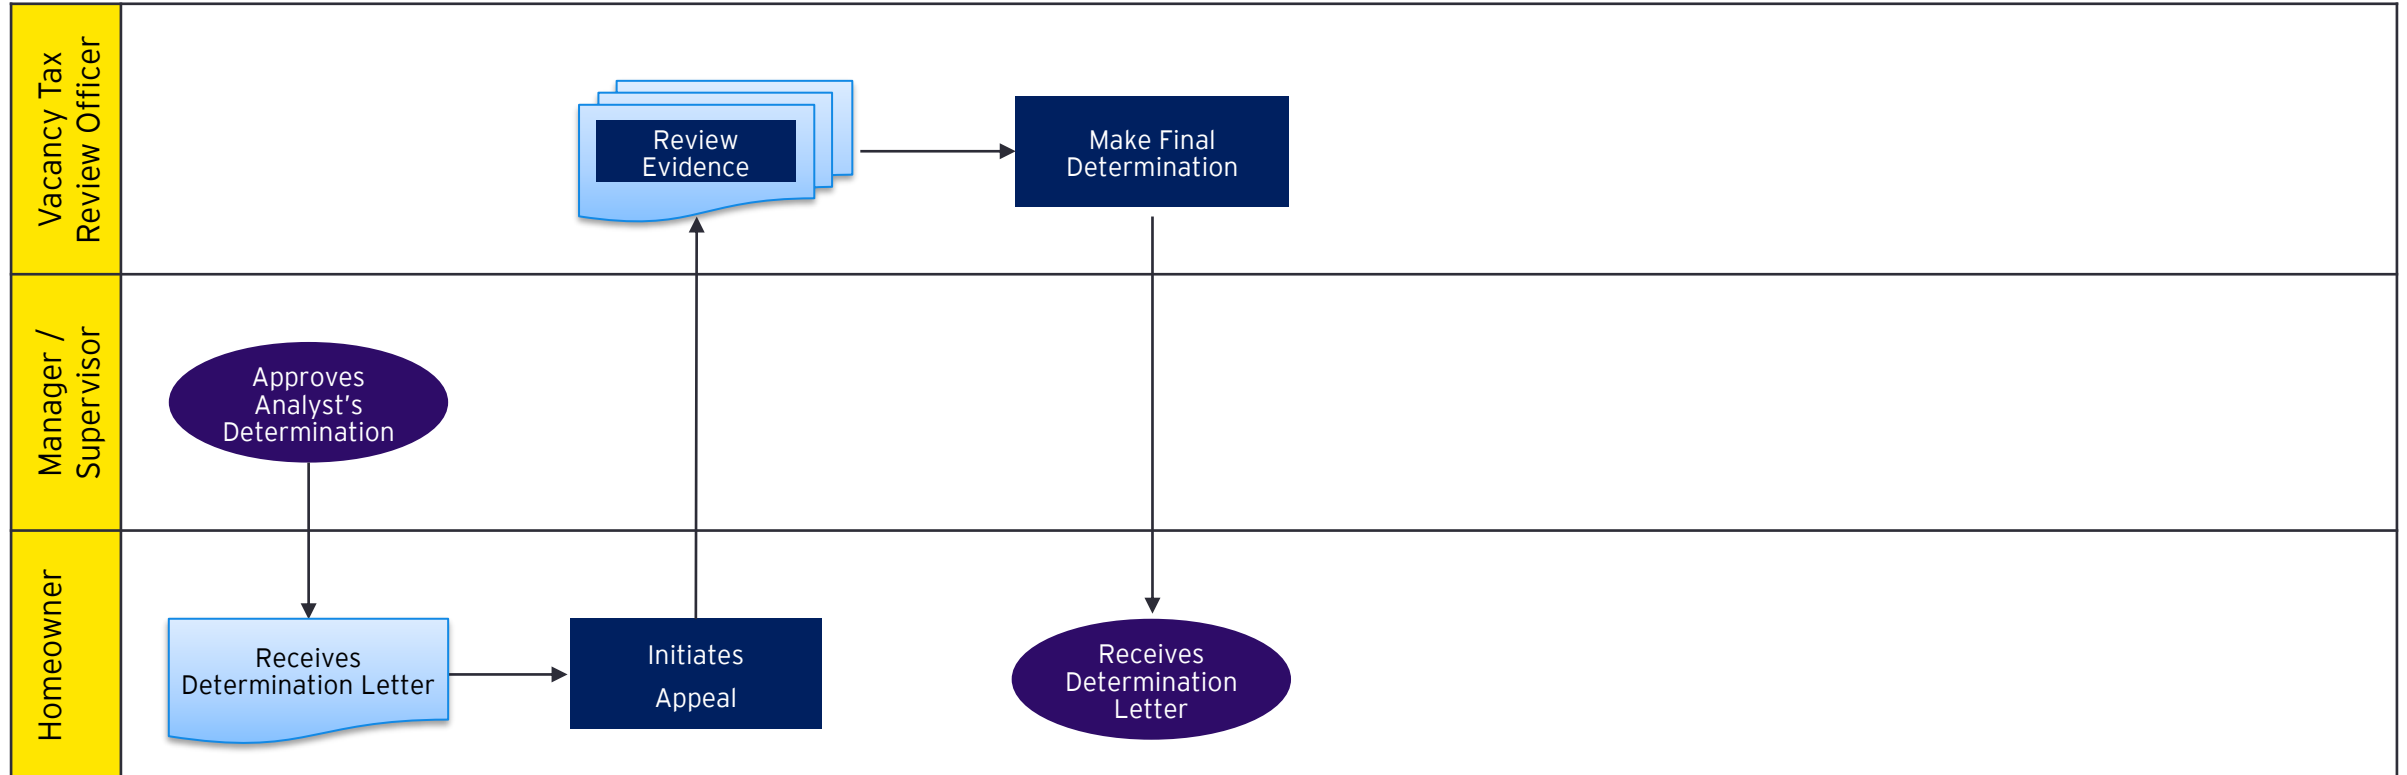 Vacancy Tax
Review Officer
Review
Evidence
Make Final
Determination
Manager /
Supervisor
Approves
Analyst's
Determination
Homeowner
Receives
Determination Letter
Initiates
Appeal
Receives
Determination
Letter